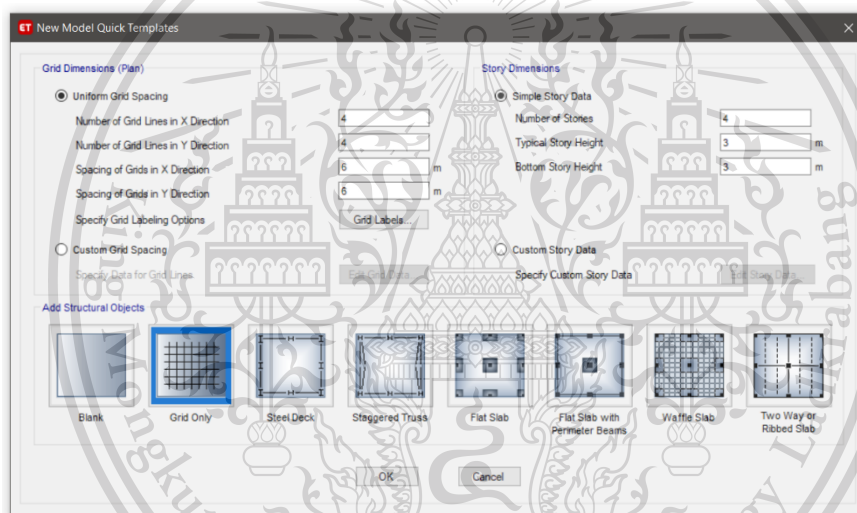 ET New Model Quick Templates
Grid Dimensions (Plan)
Uniform Grid Spacing
Number of Grid Lines in X Direction 4
Number of Grid Lines in Y Direction 4
Spacing of Grids in X Direction 6 m
Spacing of Grids in Y Direction 6 m
Specify Grid Labeling Options Grid Labels...
Custom Grid Spacing
Specify Data for Grid Lines Edit Grid Data...
Story Dimensions
Simple Story Data
Number of Stories 4
Typical Story Height 3 m
Bottom Story Height 3 m
Custom Story Data
Specify Custom Story Data Edit Story Data...
Add Structural Objects
Blank
Grid Only
Steel Deck
Staggered Truss
Flat Slab
Flat Slab with
Perimeter Beams
Waffle Slab
Two Way or
Ribbed Slab
OK Cancel